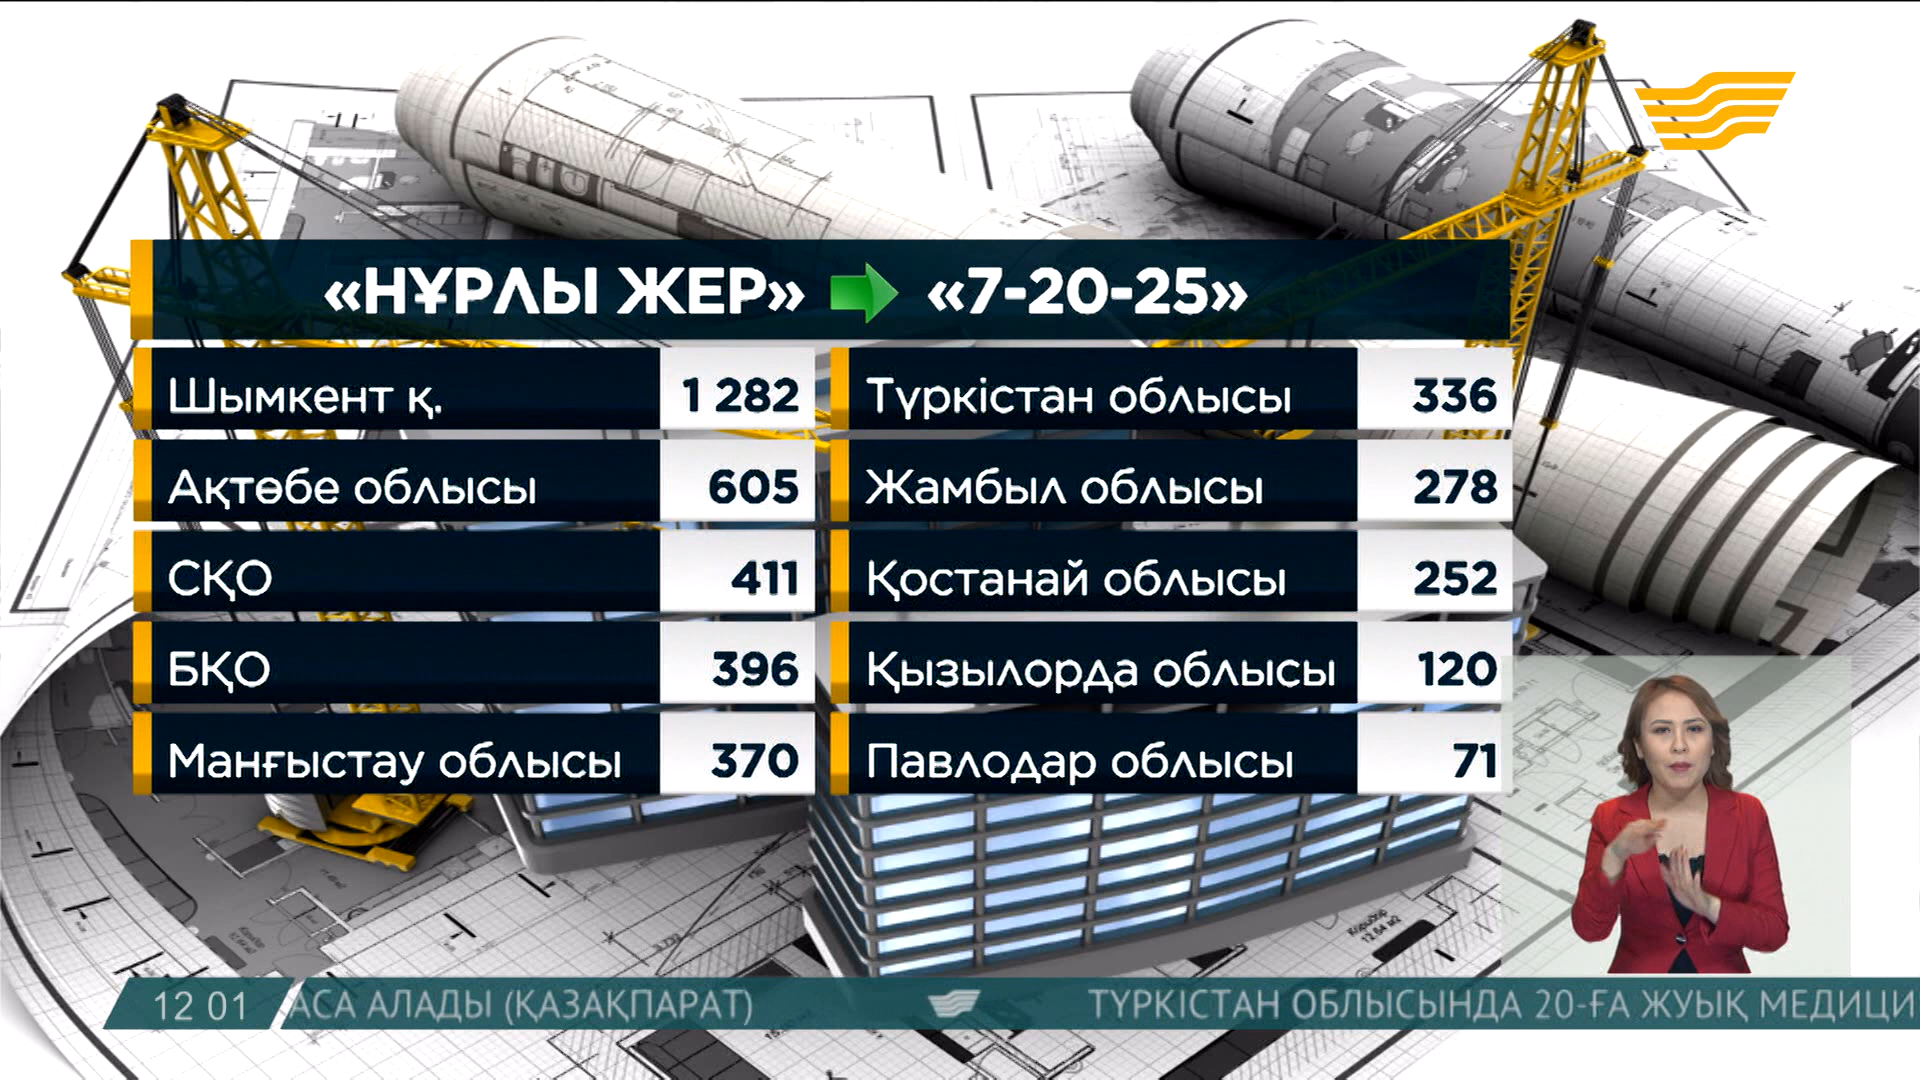 «НҰРЛЫ ЖЕР» «7-20-25»
Шымкент қ. 1 282
Ақтөбе облысы 605
СҚО 411
БҚО 396
Манғыстау облысы 370
Түркістан облысы 336
Жамбыл облысы 278
Қостанай облысы 252
Қызылорда облысы 120
Павлодар облысы 71
12 01 АСА АЛАДЫ (ҚАЗАҚПАРАТ) ТҮРКІСТАН ОБЛЫСЫНДА 20-ҒА ЖУЫҚ МЕДИЦИ